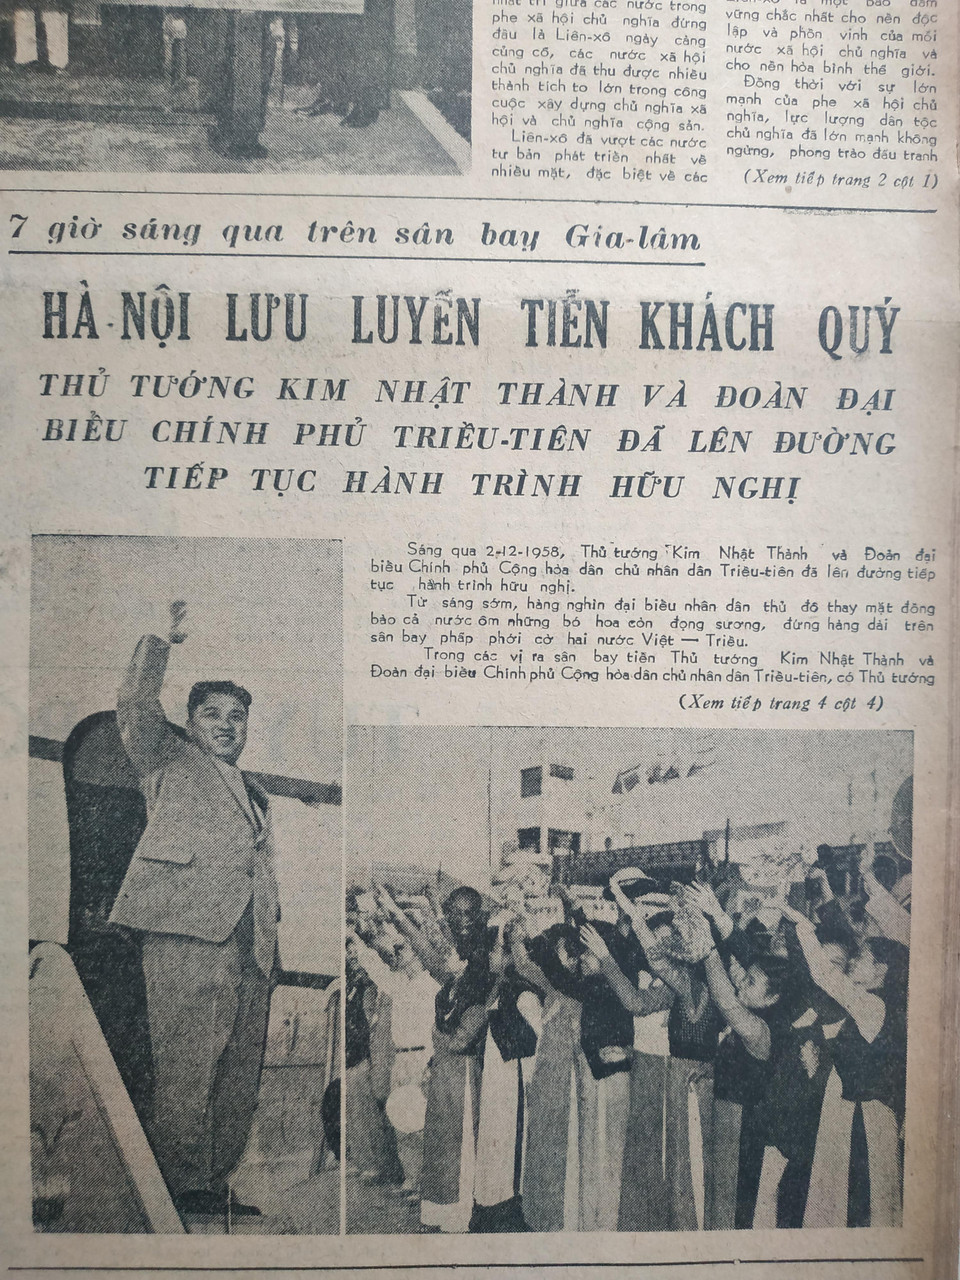 nhất trí giữa các nước trong
phe xã hội chủ nghĩa đứng
đầu là Liên-xô ngày càng
củng cố, các nước xã hội
chủ nghĩa đã thu được nhiều
thành tích to lớn trong công
cuộc xây dựng chủ nghĩa xã
hội và chủ nghĩa cộng sản.
Liên-xô đã vượt các nước
tư bản phát triển nhất về
nhiều mặt, đặc biệt về các
là một bảo đảm
vững chắc nhất cho nền độc
lập và phồn vinh của mỗi
nước xã hội chủ nghĩa và
cho nền hòa bình thế giới.
Đồng thời với sự lớn
mạnh của phe xã hội chủ
nghĩa, lực lượng dân tộc
chủ nghĩa đã lớn mạnh không
ngừng, phong trào đấu tranh
(Xem tiếp trang 2 cột 1)
7 giờ sáng qua trên sân bay Gia-lâm
HÀ-NỘI LƯU LUYẾN TIỄN KHÁCH QUÝ
THỦ TƯỚNG KIM NHẬT THÀNH VÀ ĐOÀN ĐẠI
BIỂU CHÍNH PHỦ TRIỀU-TIÊN ĐÃ LÊN ĐƯỜNG
TIẾP TỤC HÀNH TRÌNH HỮU NGHỊ
Sáng qua 2-12-1958, Thủ tướng Kim Nhật Thành và Đoàn đại
biểu Chính phủ Cộng hòa dân chủ nhân dân Triều-tiên đã lên đường tiếp
tục hành trình hữu nghị.
Từ sáng sớm, hàng nghìn đại biểu nhân dân thủ đô thay mặt đồng
bào cả nước ôm những bó hoa còn đọng sương, đứng hàng dài trên
sân bay phấp phới cờ hai nước Việt — Triều.
Trong các vị ra sân bay tiễn Thủ tướng Kim Nhật Thành và
Đoàn đại biểu Chính phủ Cộng hòa dân chủ nhân dân Triều-tiên, có Thủ tướng
(Xem tiếp trang 4 cột 4)